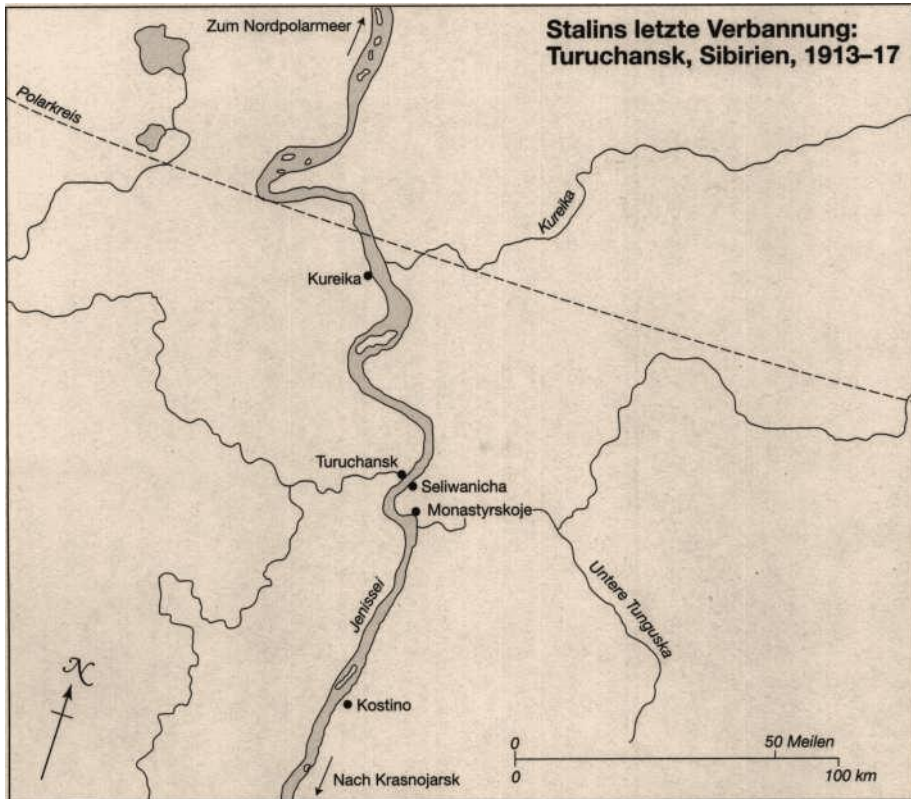 Zum Nordpolarmeer
Stalins letzte Verbannung:
Turuchansk, Sibirien, 1913–17
Polarkreis
Kureika
Kureika
Turuchansk
Seliwanicha
Monastyrskoje
Jenissei
Untere Tunguska
N
Kostino
0 50 Meilen
0 100 km
Nach Krasnojarsk